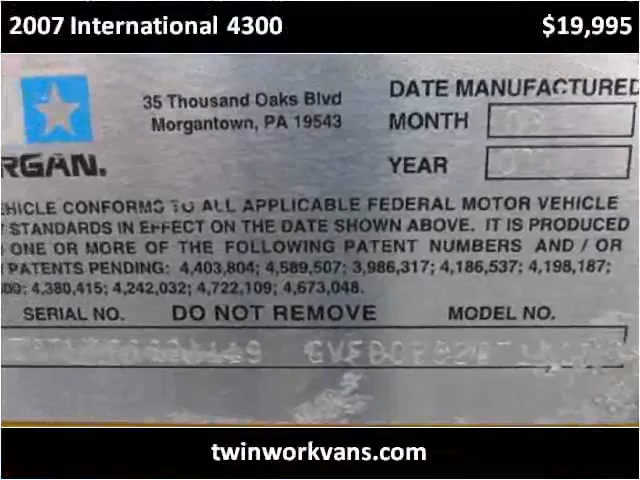 2007 International 4300 $19,995
35 Thousand Oaks Blvd
Morgantown, PA 19543
DATE MANUFACTURED
MONTH
RGAN.
YEAR
EHICLE CONFORMS TO ALL APPLICABLE FEDERAL MOTOR VEHICLE
STANDARDS IN EFFECT ON THE DATE SHOWN ABOVE. IT IS PRODUCED
ONE OR MORE OF THE FOLLOWING PATENT NUMBERS AND / OR
PATENTS PENDING: 4,403,804; 4,589,507; 3,986,317; 4,186,537; 4,198,187;
00; 4,380,415; 4,242,032; 4,722,109; 4,673,048.
SERIAL NO. DO NOT REMOVE MODEL NO.
twinworkvans.com